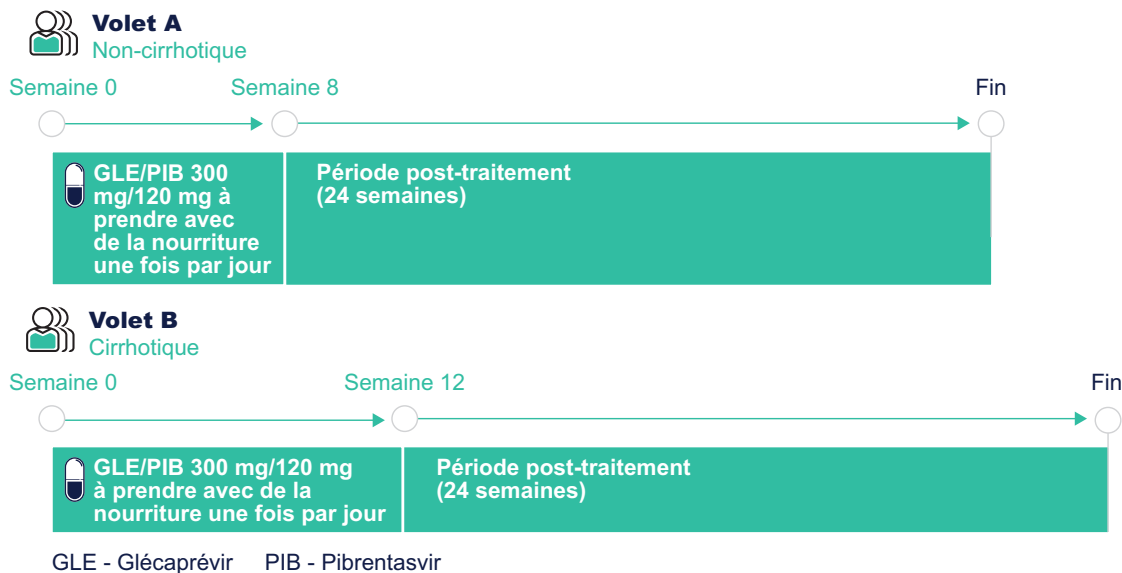 Volet A
Non-cirrhotique
Semaine 0
Semaine 8
Fin
GLE/PIB 300
mg/120 mg à
prendre avec
de la nourriture
une fois par jour
Période post-traitement
(24 semaines)
Volet B
Cirrhotique
Semaine 0
Semaine 12
Fin
GLE/PIB 300 mg/120 mg
à prendre avec de la
nourriture une fois par jour
Période post-traitement
(24 semaines)
GLE - Glécaprévir PIB - Pibrentasvir